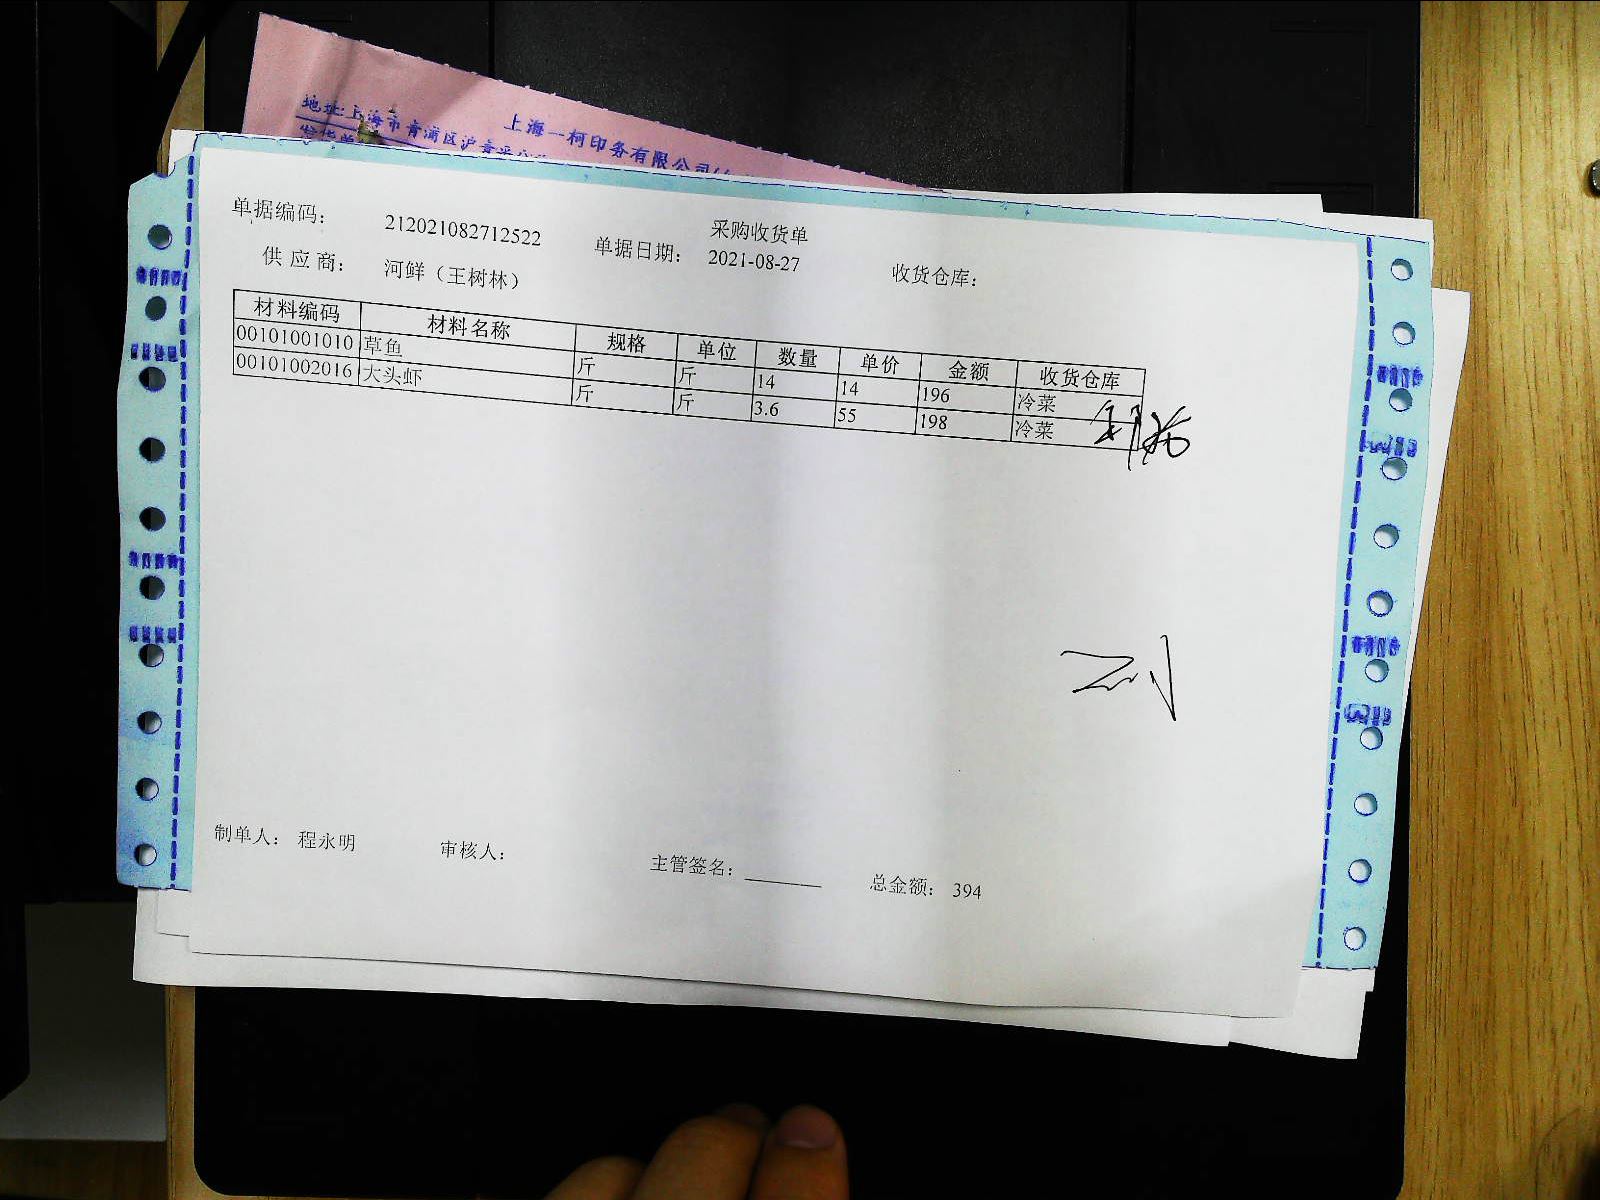 上海一柯印务有限公司
地址:上海市青浦区沪青平公
采购收货单
单据编码： 212021082712522 单据日期： 2021-08-27 收货仓库：
供 应 商： 河鲜（王树林）
材料编码 材料名称 规格 单位 数量 单价 金额 收货仓库
00101001010 草鱼 斤 斤 14 14 196 冷菜
00101002016 大头虾 斤 斤 3.6 55 198 冷菜
制单人： 程永明 审核人： 主管签名： 总金额： 394